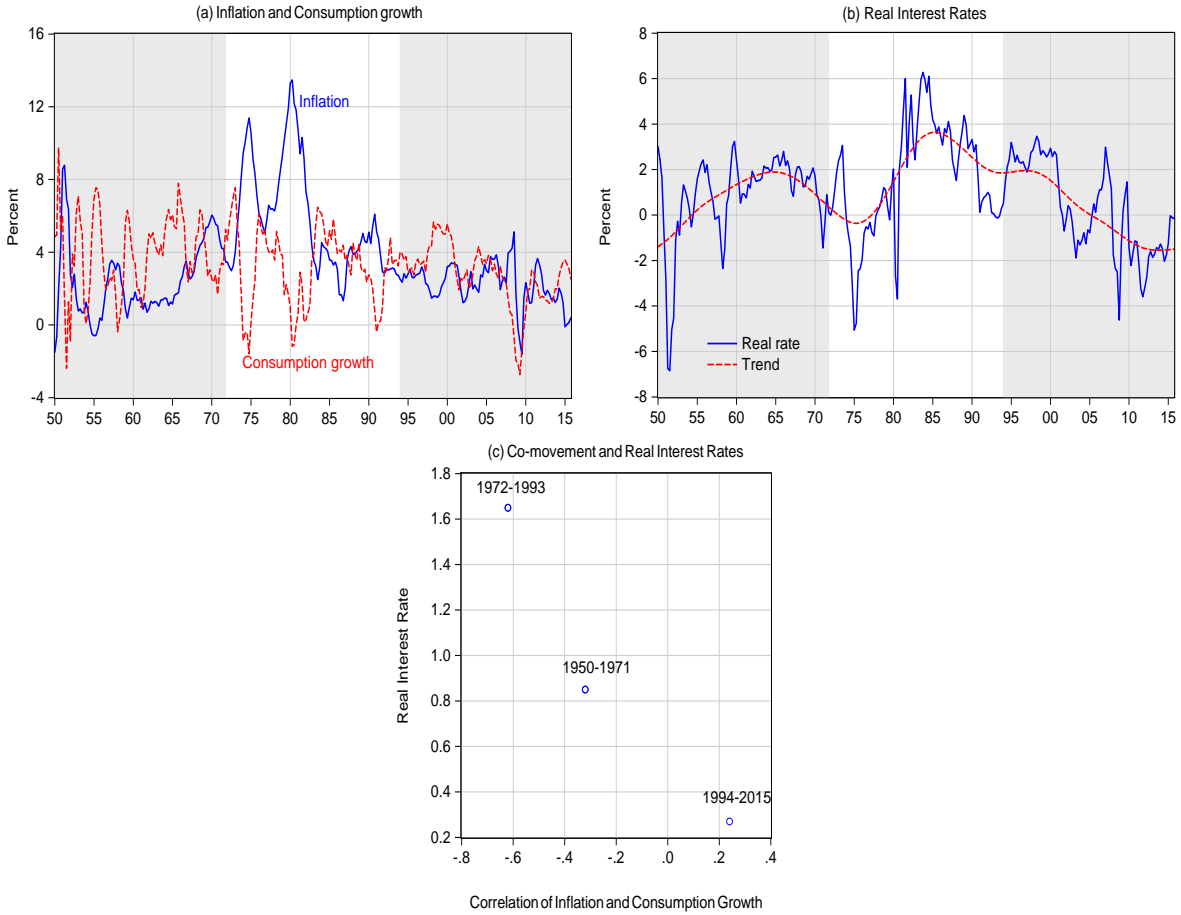 (a) Inflation and Consumption growth
Percent
16
12
8
4
0
-4
Inflation
Consumption growth
50 55 60 65 70 75 80 85 90 95 00 05 10 15
(b) Real Interest Rates
Percent
8
6
4
2
0
-2
-4
-6
-8
Real rate
Trend
50 55 60 65 70 75 80 85 90 95 00 05 10 15
(c) Co-movement and Real Interest Rates
Real Interest Rate
1.8
1.6
1.4
1.2
1.0
0.8
0.6
0.4
0.2
1972-1993
1950-1971
1994-2015
-.8 -.6 -.4 -.2 .0 .2 .4
Correlation of Inflation and Consumption Growth